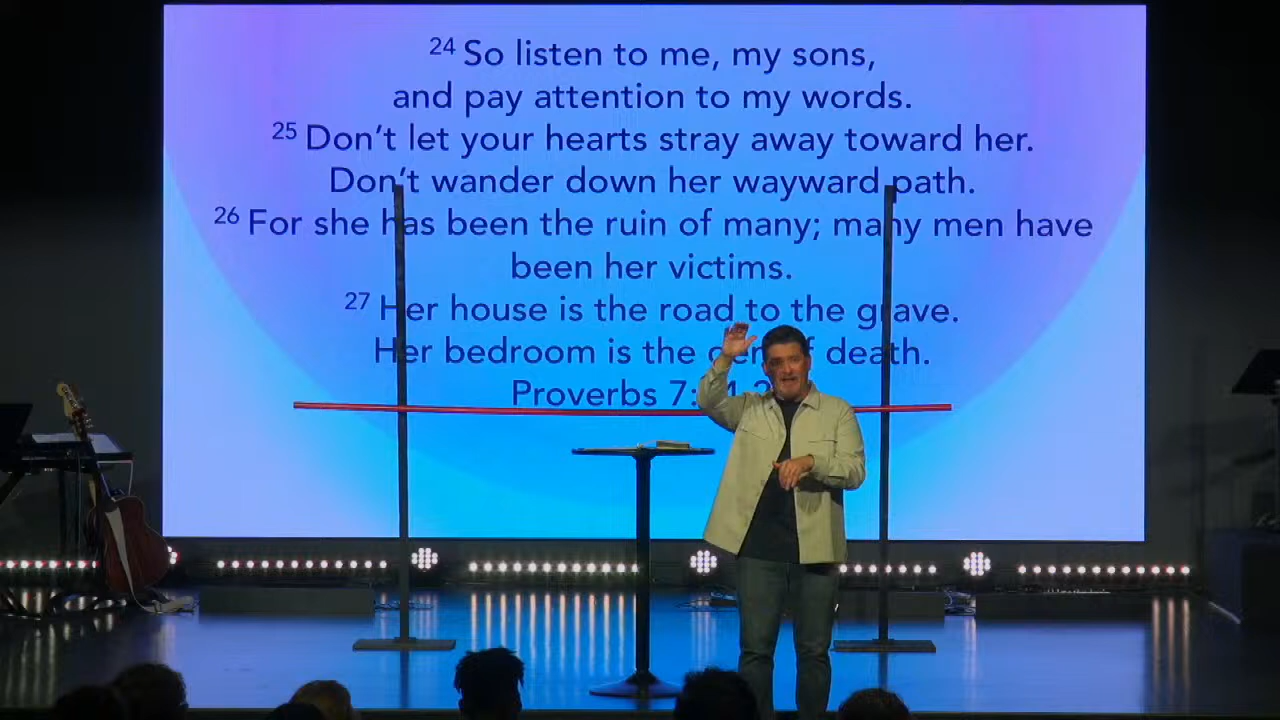 24 So listen to me, my sons,
and pay attention to my words.
25 Don't let your hearts stray away toward her.
Don't wander down her wayward path.
26 For she has been the ruin of many; many men have
been her victims.
27 Her house is the road to the grave.
Her bedroom is the den of death.
Proverbs 7: